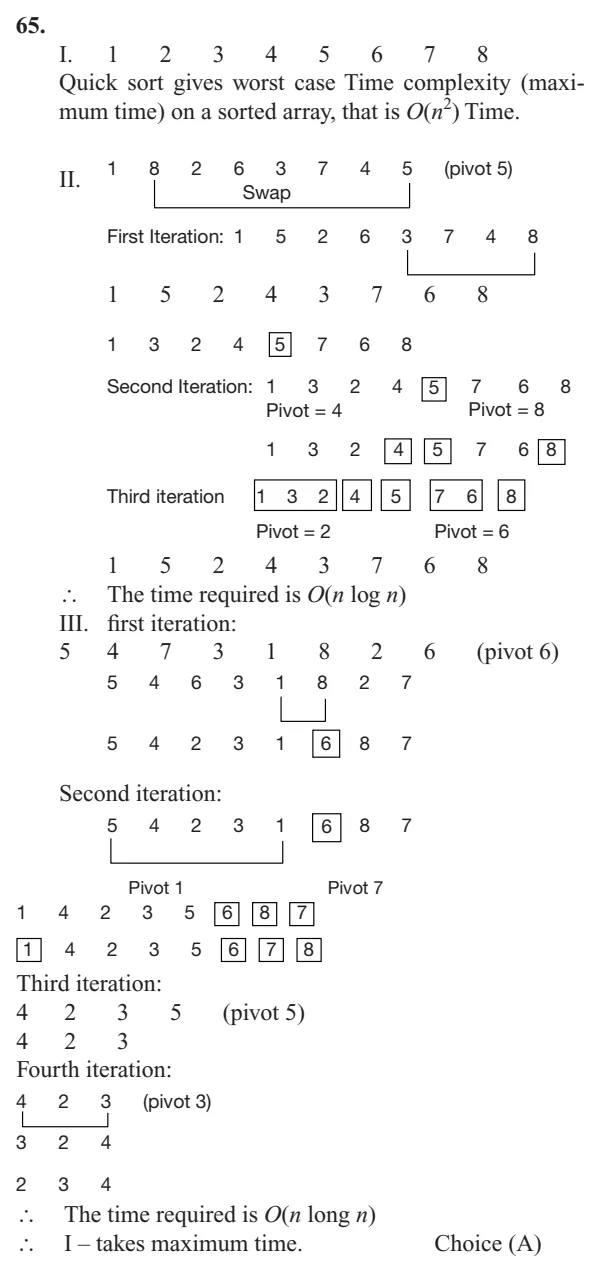 65.
I. 1 2 3 4 5 6 7 8
Quick sort gives worst case Time complexity (maxi-
mum time) on a sorted array, that is O(n²) Time.
II. 1 8 2 6 3 7 4 5 (pivot 5)
Swap
First Iteration: 1 5 2 6 3 7 4 8
1 5 2 4 3 7 6 8
1 3 2 4 5 7 6 8
Second Iteration: 1 3 2 4 5 7 6 8
Pivot = 4 Pivot = 8
1 3 2 4 5 7 6 8
Third iteration 1 3 2 4 5 7 6 8
Pivot = 2 Pivot = 6
1 5 2 4 3 7 6 8
∴ The time required is O(n log n)
III. first iteration:
5 4 7 3 1 8 2 6 (pivot 6)
5 4 6 3 1 8 2 7
5 4 2 3 1 6 8 7
Second iteration:
5 4 2 3 1 6 8 7
Pivot 1 Pivot 7
1 4 2 3 5 6 8 7
1 4 2 3 5 6 7 8
Third iteration:
4 2 3 5 (pivot 5)
4 2 3
Fourth iteration:
4 2 3 (pivot 3)
3 2 4
2 3 4
∴ The time required is O(n long n)
∴ I – takes maximum time. Choice (A)